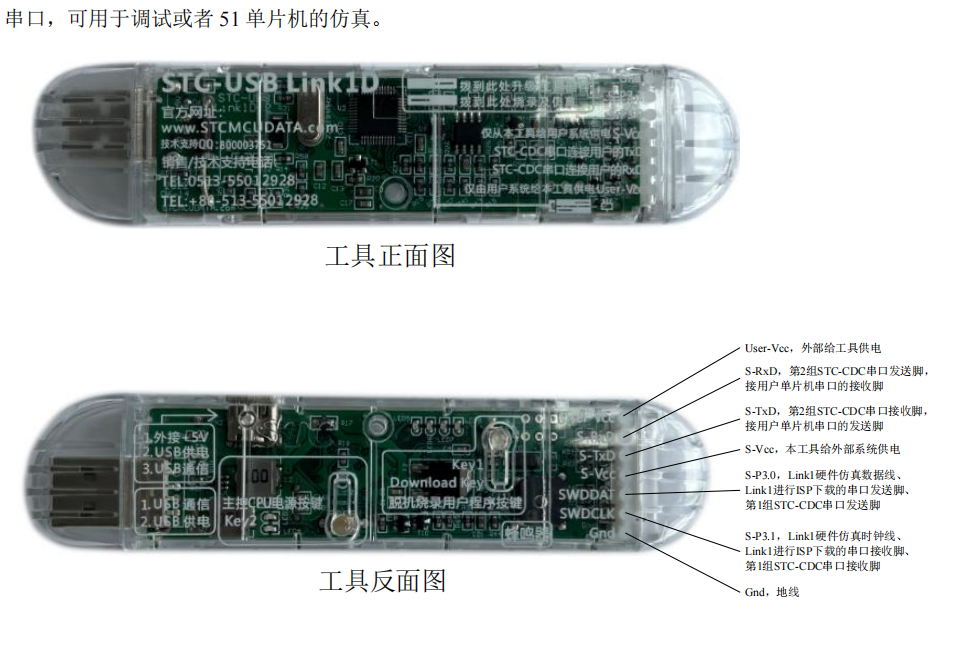 串口，可用于调试或者 51 单片机的仿真。
STC-USB Link1D
官方网址：
www.STCMCUDATA.com
技术支持QQ：800003751
销售/技术支持电话
TEL:0513-55012928
TEL:+86-513-55012928
拨到此处升级工具
拨到此处烧录及仿
仅从本工具给用户系统供电S-Vcc
STC-CDC串口连接用户的TxD
STC-CDC串口连接用户的RxD
仅由用户系统给本工具供电User-Vcc
工具正面图
1.外接+5V
2.USB供电
3.USB通信
1.USB通信
2.USB供电
主控CPU电源按键
Key2
Key1
Download Key
脱机烧录用户程序按键
蜂鸣器
S-TxD
S-Vcc
SWDDAT
SWDCLK
Gnd
User-Vcc，外部给工具供电
S-RxD，第2组STC-CDC串口发送脚，
接用户单片机串口的接收脚
S-TxD，第2组STC-CDC串口接收脚，
接用户单片机串口的发送脚
S-Vcc，本工具给外部系统供电
S-P3.0，Link1硬件仿真数据线、
Link1进行ISP下载的串口发送脚、
第1组STC-CDC串口发送脚
S-P3.1，Link1硬件仿真时钟线、
Link1进行ISP下载的串口接收脚、
第1组STC-CDC串口接收脚
Gnd，地线
工具反面图